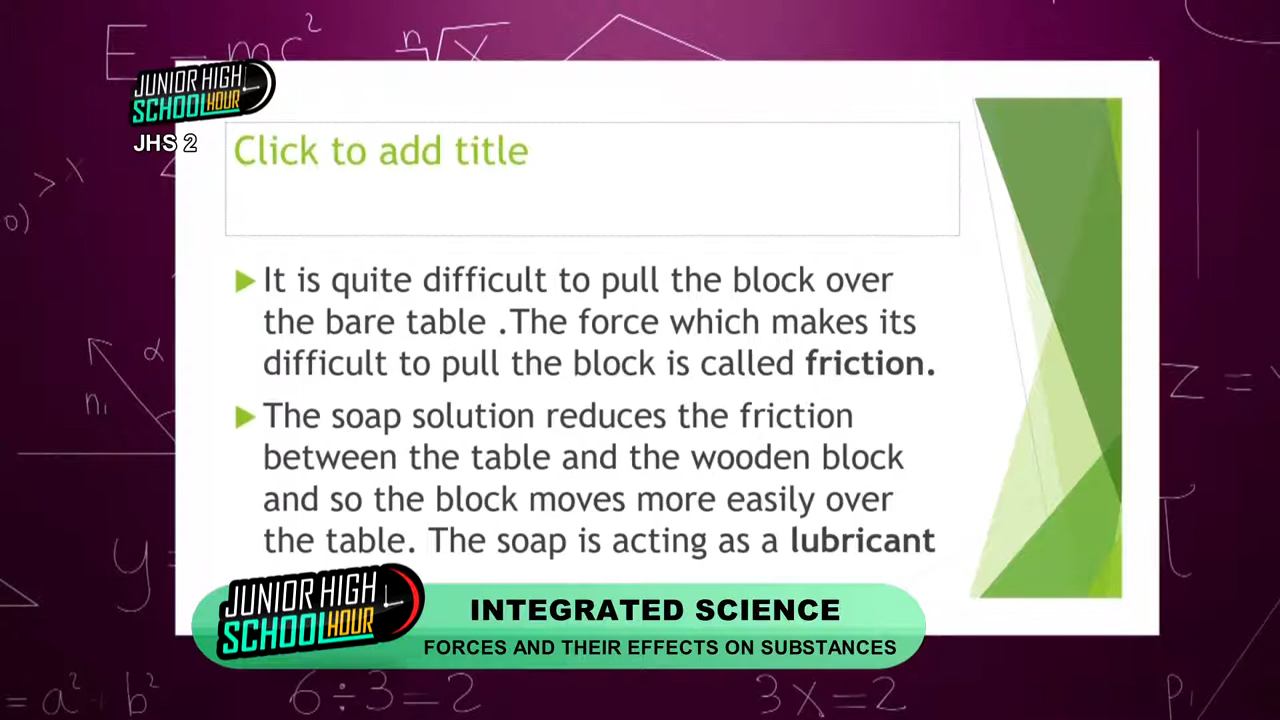 E = mc²
n√x
JUNIOR HIGH
SCHOOL HOUR
JHS 2
Click to add title
It is quite difficult to pull the block over
the bare table .The force which makes its
difficult to pull the block is called friction.
The soap solution reduces the friction
between the table and the wooden block
and so the block moves more easily over
the table. The soap is acting as a lubricant
> x
α
n₁
z =
y =
π
JUNIOR HIGH
SCHOOL HOUR
INTEGRATED SCIENCE
FORCES AND THEIR EFFECTS ON SUBSTANCES
= a² + b²
6÷3=2
3x=2
P₁